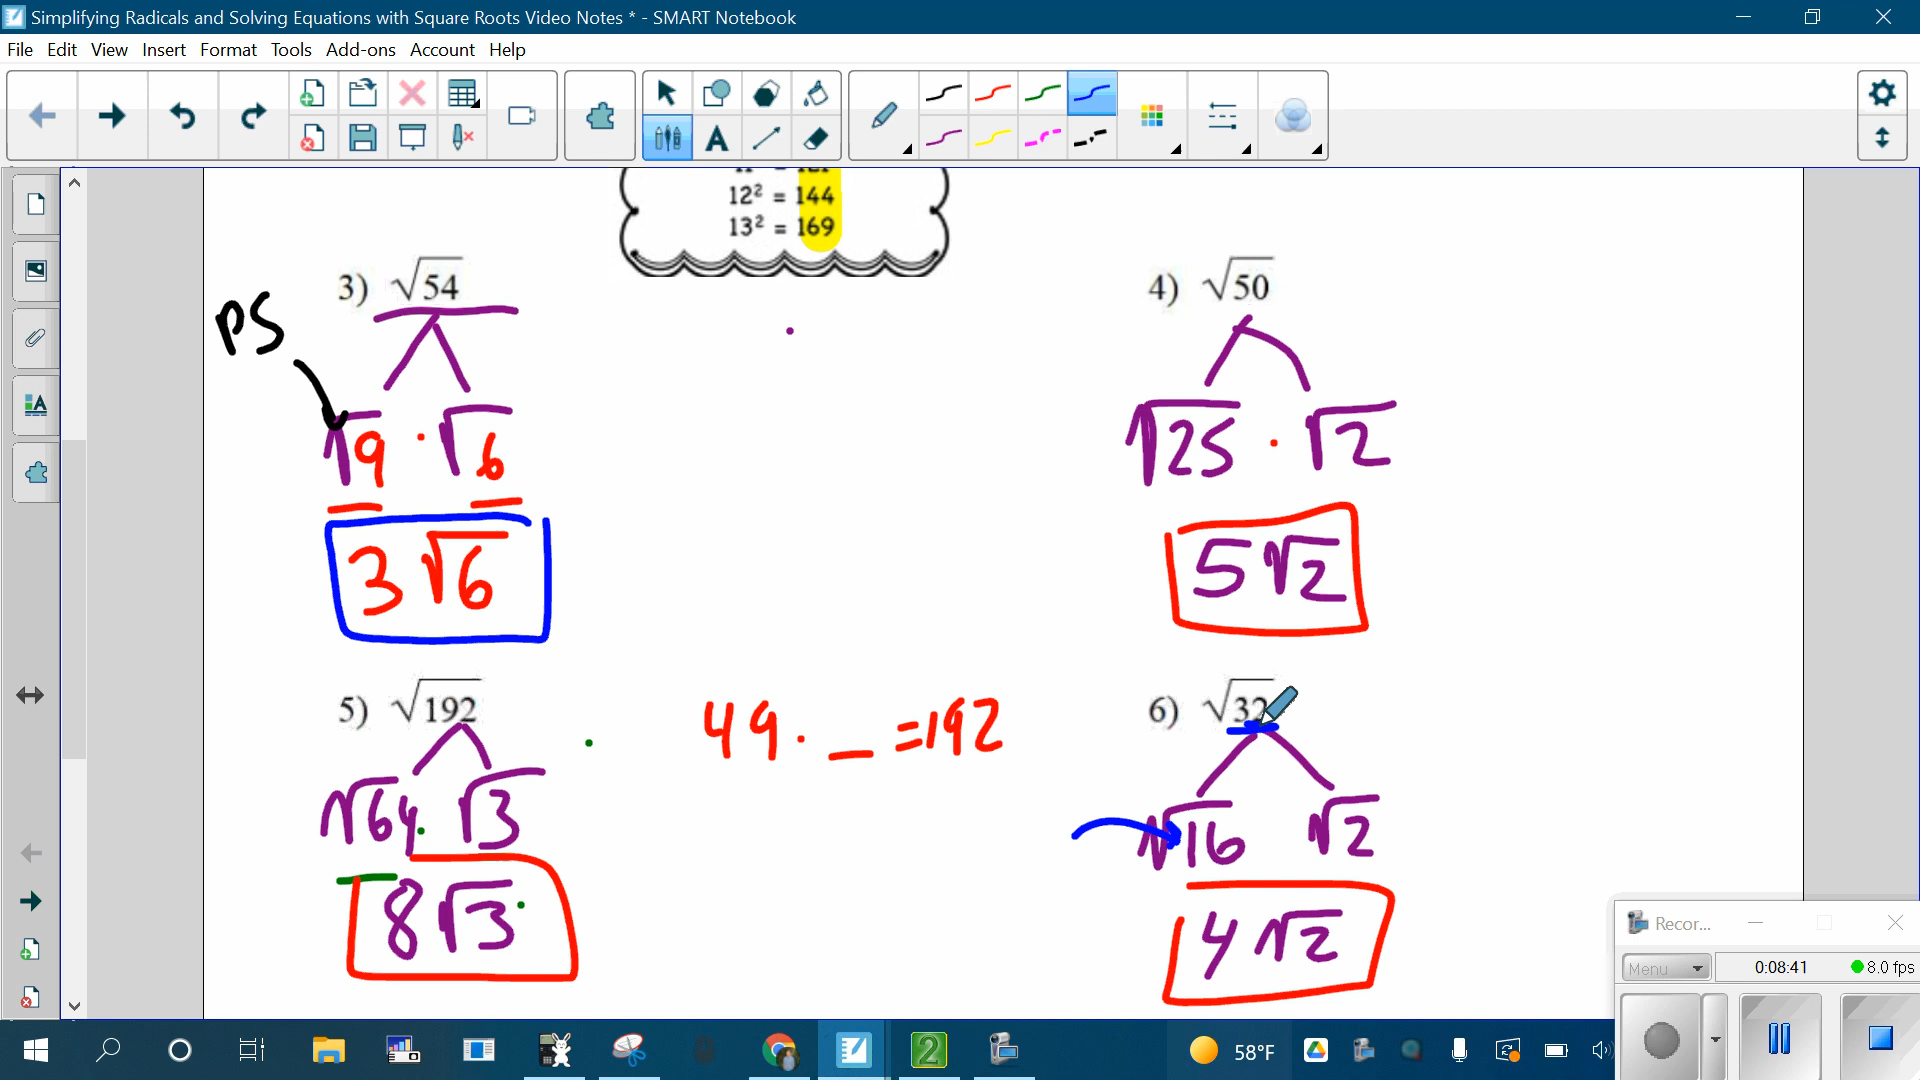 Simplifying Radicals and Solving Equations with Square Roots Video Notes * - SMART Notebook
File Edit View Insert Format Tools Add-ons Account Help
12² = 144
13² = 169
PS
3) √54
√9 · √6
3√6
4) √50
√25 · √2
5√2
5) √192
√64 · √3
8√3
49 · _ = 192
6) √32
√16 √2
4√2
Recor...
Menu
0:08:41
8.0 fps
58°F